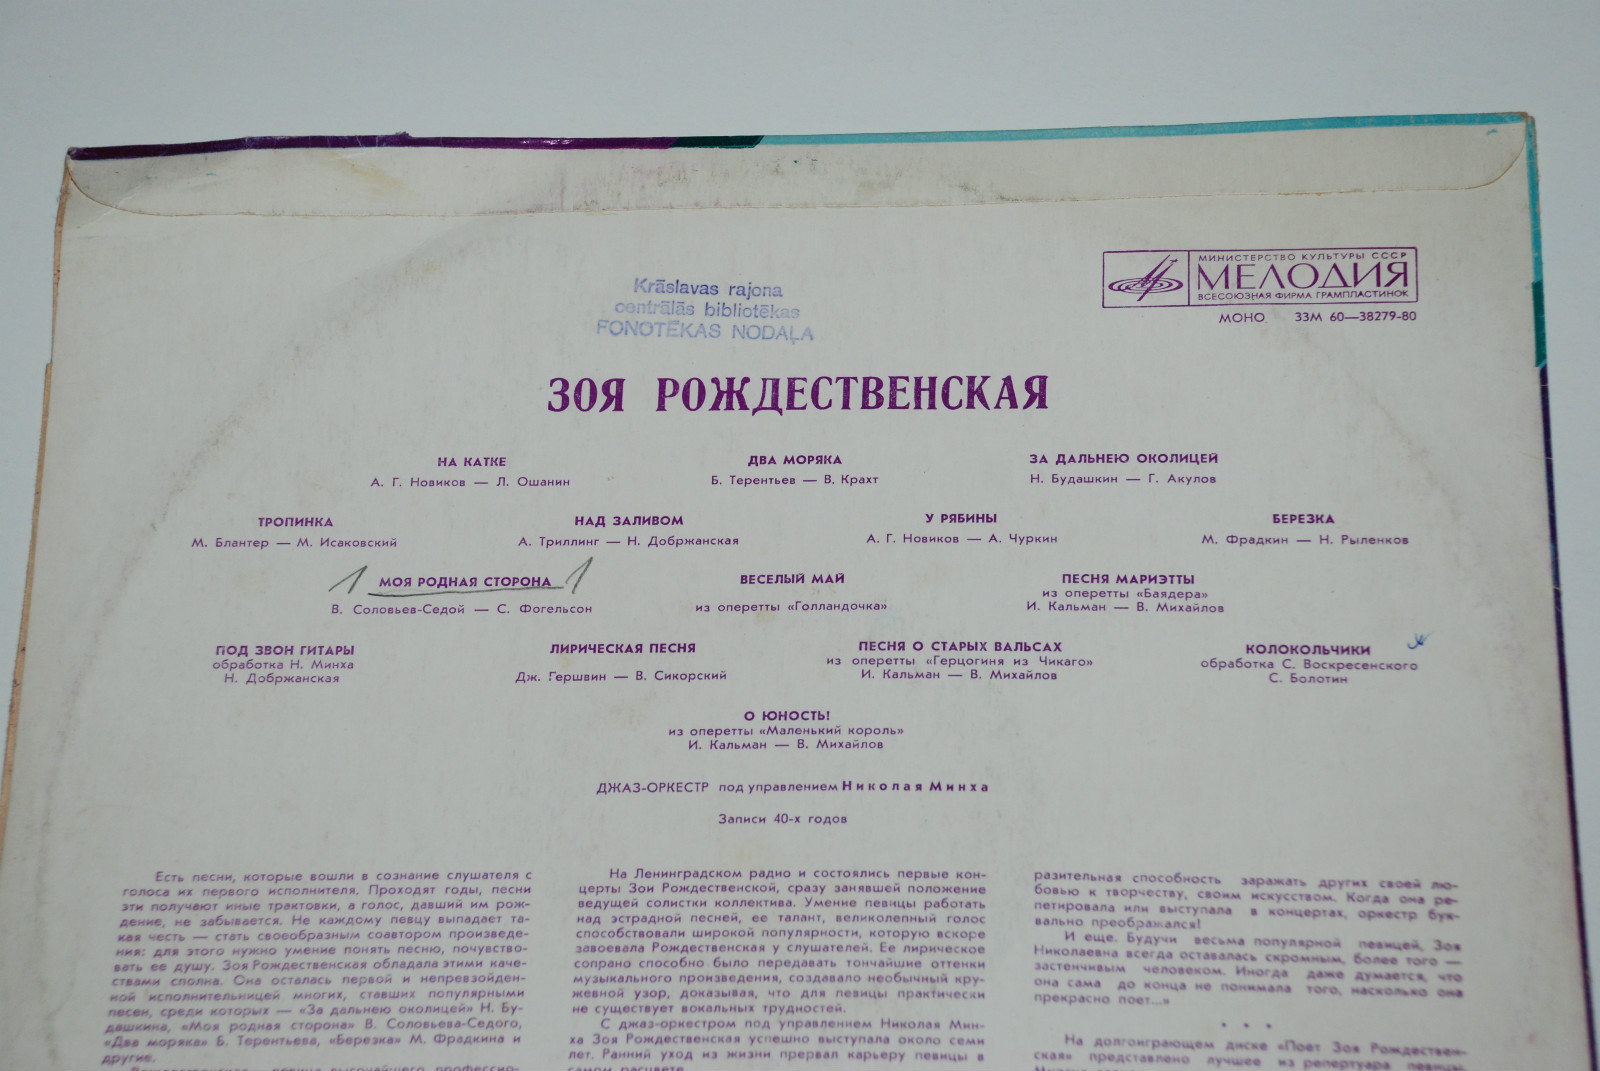 МИНИСТЕРСТВО КУЛЬТУРЫ СССР
МЕЛОДИЯ
ВСЕСОЮЗНАЯ ФИРМА ГРАМПЛАСТИНОК
МОНО. 33М 60—38279-80
Krāslavas rajona
centrālās bibliotēkas
FONOTĒKAS NODAĻA
ЗОЯ РОЖДЕСТВЕНСКАЯ
НА КАТКЕ
А. Г. Новиков — Л. Ошанин
ДВА МОРЯКА
Б. Терентьев — В. Крахт
ЗА ДАЛЬНЕЮ ОКОЛИЦЕЙ
Н. Будашкин — Г. Акулов
ТРОПИНКА
М. Блантер — М. Исаковский
НАД ЗАЛИВОМ
А. Триллинг — Н. Добржанская
У РЯБИНЫ
А. Г. Новиков — А. Чуркин
БЕРЕЗКА
М. Фрадкин — Н. Рыленков
МОЯ РОДНАЯ СТОРОНА
В. Соловьев-Седой — С. Фогельсон
ВЕСЕЛЫЙ МАЙ
из оперетты «Голландочка»
ПЕСНЯ МАРИЭТТЫ
из оперетты «Баядера»
И. Кальман — В. Михайлов
ПОД ЗВОН ГИТАРЫ
обработка Н. Минха
Н. Добржанская
ЛИРИЧЕСКАЯ ПЕСНЯ
Дж. Гершвин — В. Сикорский
ПЕСНЯ О СТАРЫХ ВАЛЬСАХ
из оперетты «Герцогиня из Чикаго»
И. Кальман — В. Михайлов
КОЛОКОЛЬЧИКИ
обработка С. Воскресенского
С. Болотин
О ЮНОСТЬ!
из оперетты «Маленький король»
И. Кальман — В. Михайлов
ДЖАЗ-ОРКЕСТР под управлением Николая Минха
Записи 40-х годов
Есть песни, которые вошли в сознание слушателя с
голоса их первого исполнителя. Проходят годы, песни
эти получают иные трактовки, а голос, давший им рож-
дение, не забывается. Не каждому певцу выпадает та-
кая честь — стать своеобразным соавтором произведе-
ния: для этого нужно умение понять песню, почувство-
вать ее душу. Зоя Рождественская обладала этими каче-
ствами сполна. Она осталась первой и непревзойден-
ной исполнительницей многих, ставших популярными
песен, среди которых — «За дальнею околицей» Н. Бу-
дашкина, «Моя родная сторона» В. Соловьева-Седого,
«Два моряка» Б. Терентьева, «Березка» М. Фрадкина и
другие.
На Ленинградском радио и состоялись первые кон-
церты Зои Рождественской, сразу занявшей положение
ведущей солистки коллектива. Умение певицы работать
над эстрадной песней, ее талант, великолепный голос
способствовали широкой популярности, которую вскоре
завоевала Рождественская у слушателей. Ее лирическое
сопрано способно было передавать тончайшие оттенки
музыкального произведения, создавало необычный кру-
жевной узор, доказывая, что для певицы практически
не существует вокальных трудностей.
С джаз-оркестром под управлением Николая Мин-
ха Зоя Рождественская успешно выступала около семи
лет. Ранний уход из жизни прервал карьеру певицы в
самом расцвете.
разительная способность заражать других своей лю-
бовью к творчеству, своим искусством. Когда она ре-
петировала или выступала в концертах, оркестр бук-
вально преображался!
И еще. Будучи весьма популярной певицей, Зоя
Николаевна всегда оставалась скромным, более того —
застенчивым человеком. Иногда даже думается, что
она сама до конца не понимала того, насколько она
прекрасно поет...»
* * *
На долгоиграющем диске «Поет Зоя Рождествен-
ская» представлено лучшее из репертуара певицы.